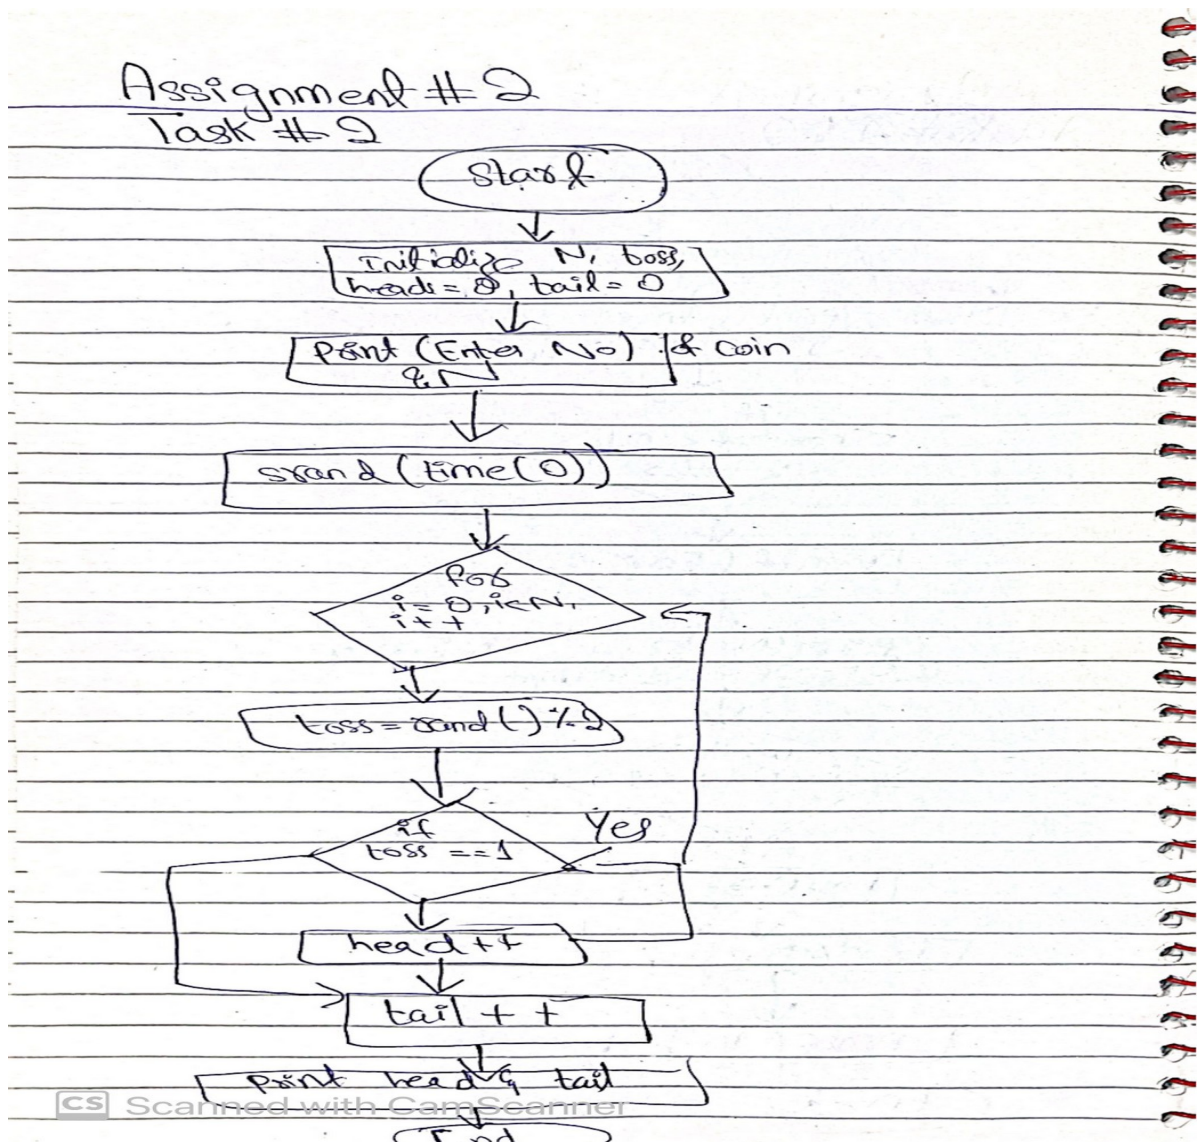 Assignment # 2
Task # 2
Start
Initialize N, toss,
heads = 0, tail = 0
Print (Enter No) of coin
& N
srand (time(0))
for
i = 0, i<N,
i++
toss = rand () % 2
if
toss == 1
Yes
head ++
tail ++
Print head & tail
End
CS Scanned with CamScanner